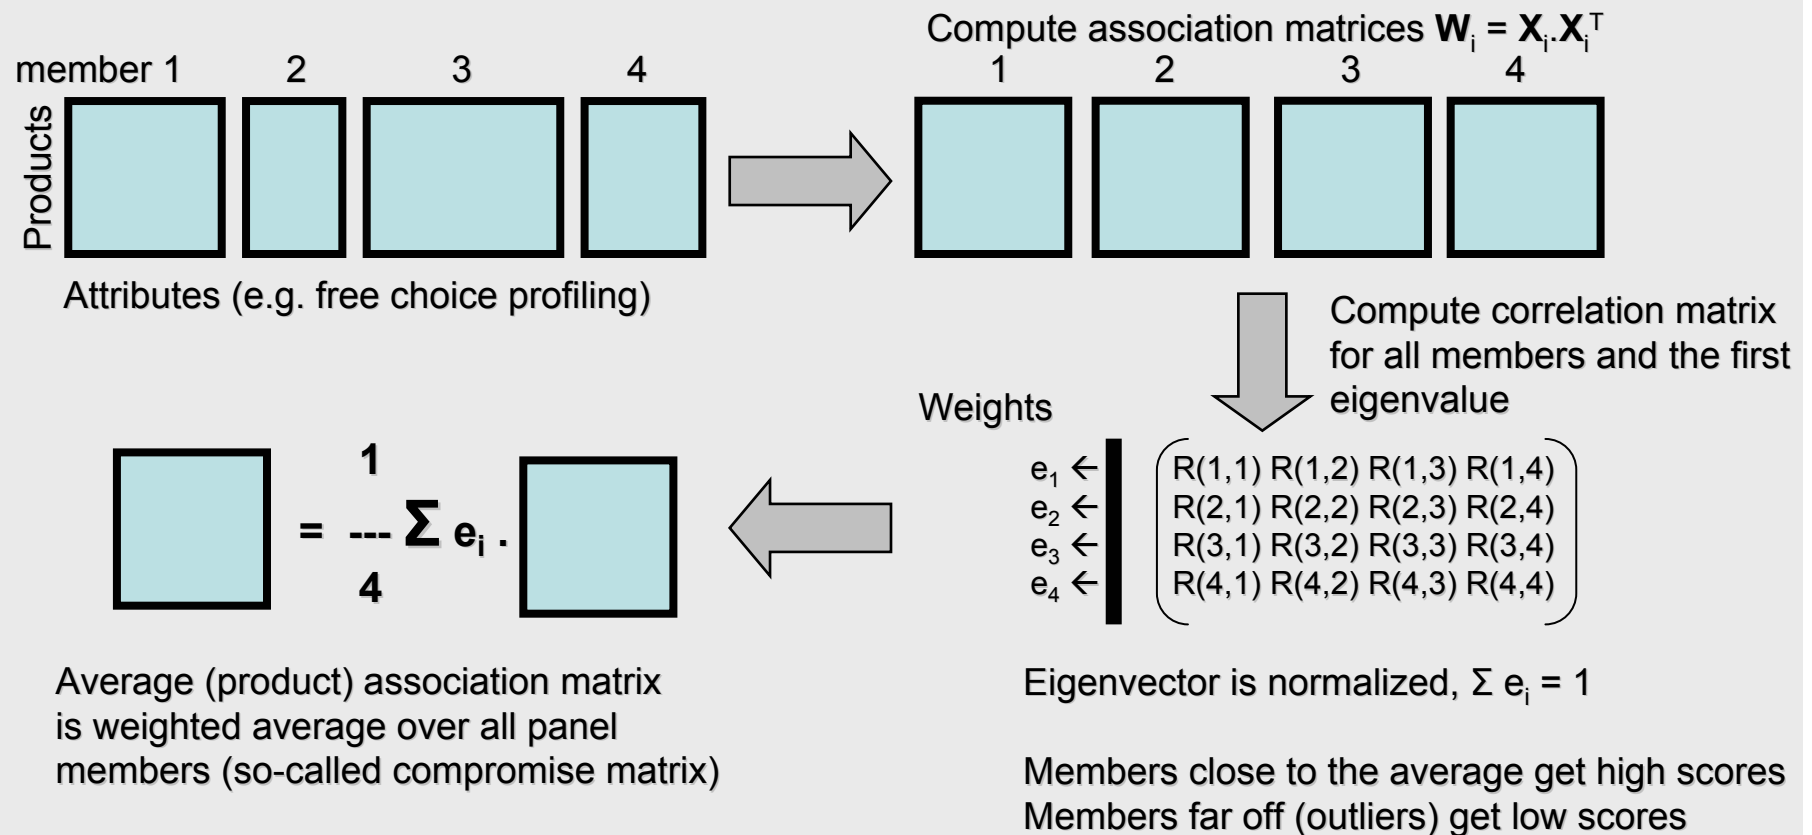 Compute association matrices Wᵢ = Xᵢ.Xᵢᵀ
member 1 2 3 4
1 2 3 4
Products
Attributes (e.g. free choice profiling)
Compute correlation matrix
for all members and the first
eigenvalue
Weights
e₁ ← R(1,1) R(1,2) R(1,3) R(1,4)
e₂ ← R(2,1) R(2,2) R(2,3) R(2,4)
e₃ ← R(3,1) R(3,2) R(3,3) R(3,4)
e₄ ← R(4,1) R(4,2) R(4,3) R(4,4)
1
= --- Σ eᵢ .
4
Average (product) association matrix
is weighted average over all panel
members (so-called compromise matrix)
Eigenvector is normalized, Σ eᵢ = 1
Members close to the average get high scores
Members far off (outliers) get low scores